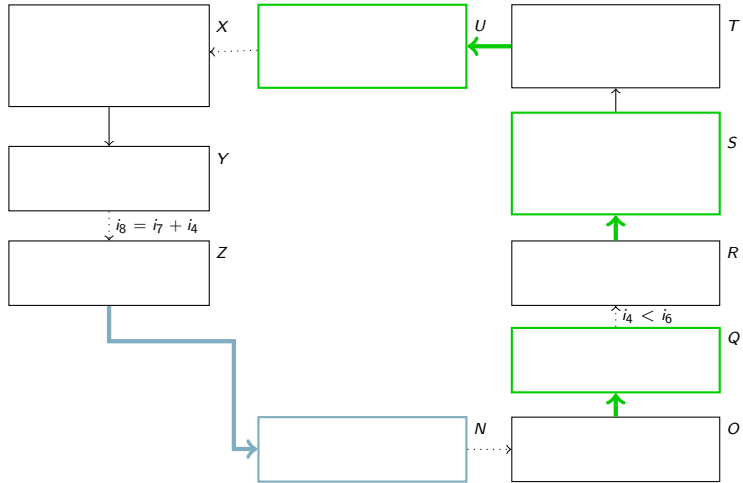 X
U
T
Y
S
i₈ = i₇ + i₄
Z
R
i₄ < i₆
Q
N
O